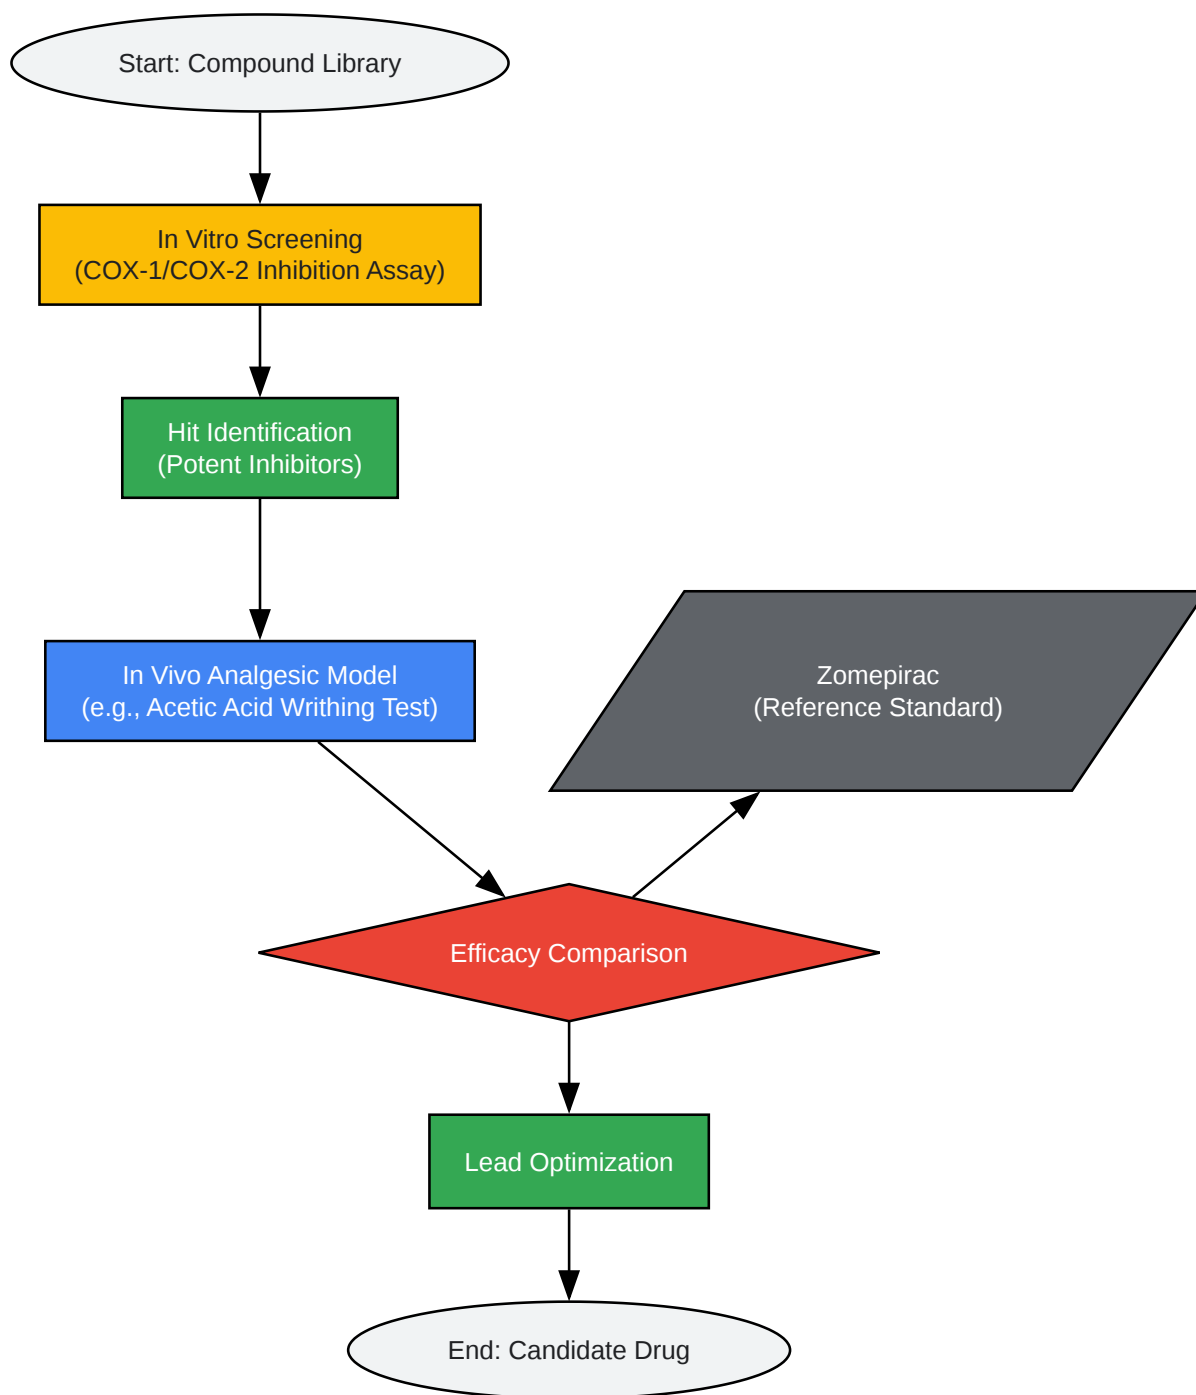 Start: Compound Library
In Vitro Screening
(COX-1/COX-2 Inhibition Assay)
Hit Identification
(Potent Inhibitors)
In Vivo Analgesic Model
(e.g., Acetic Acid Writhing Test)
Zomepirac
(Reference Standard)
Efficacy Comparison
Lead Optimization
End: Candidate Drug